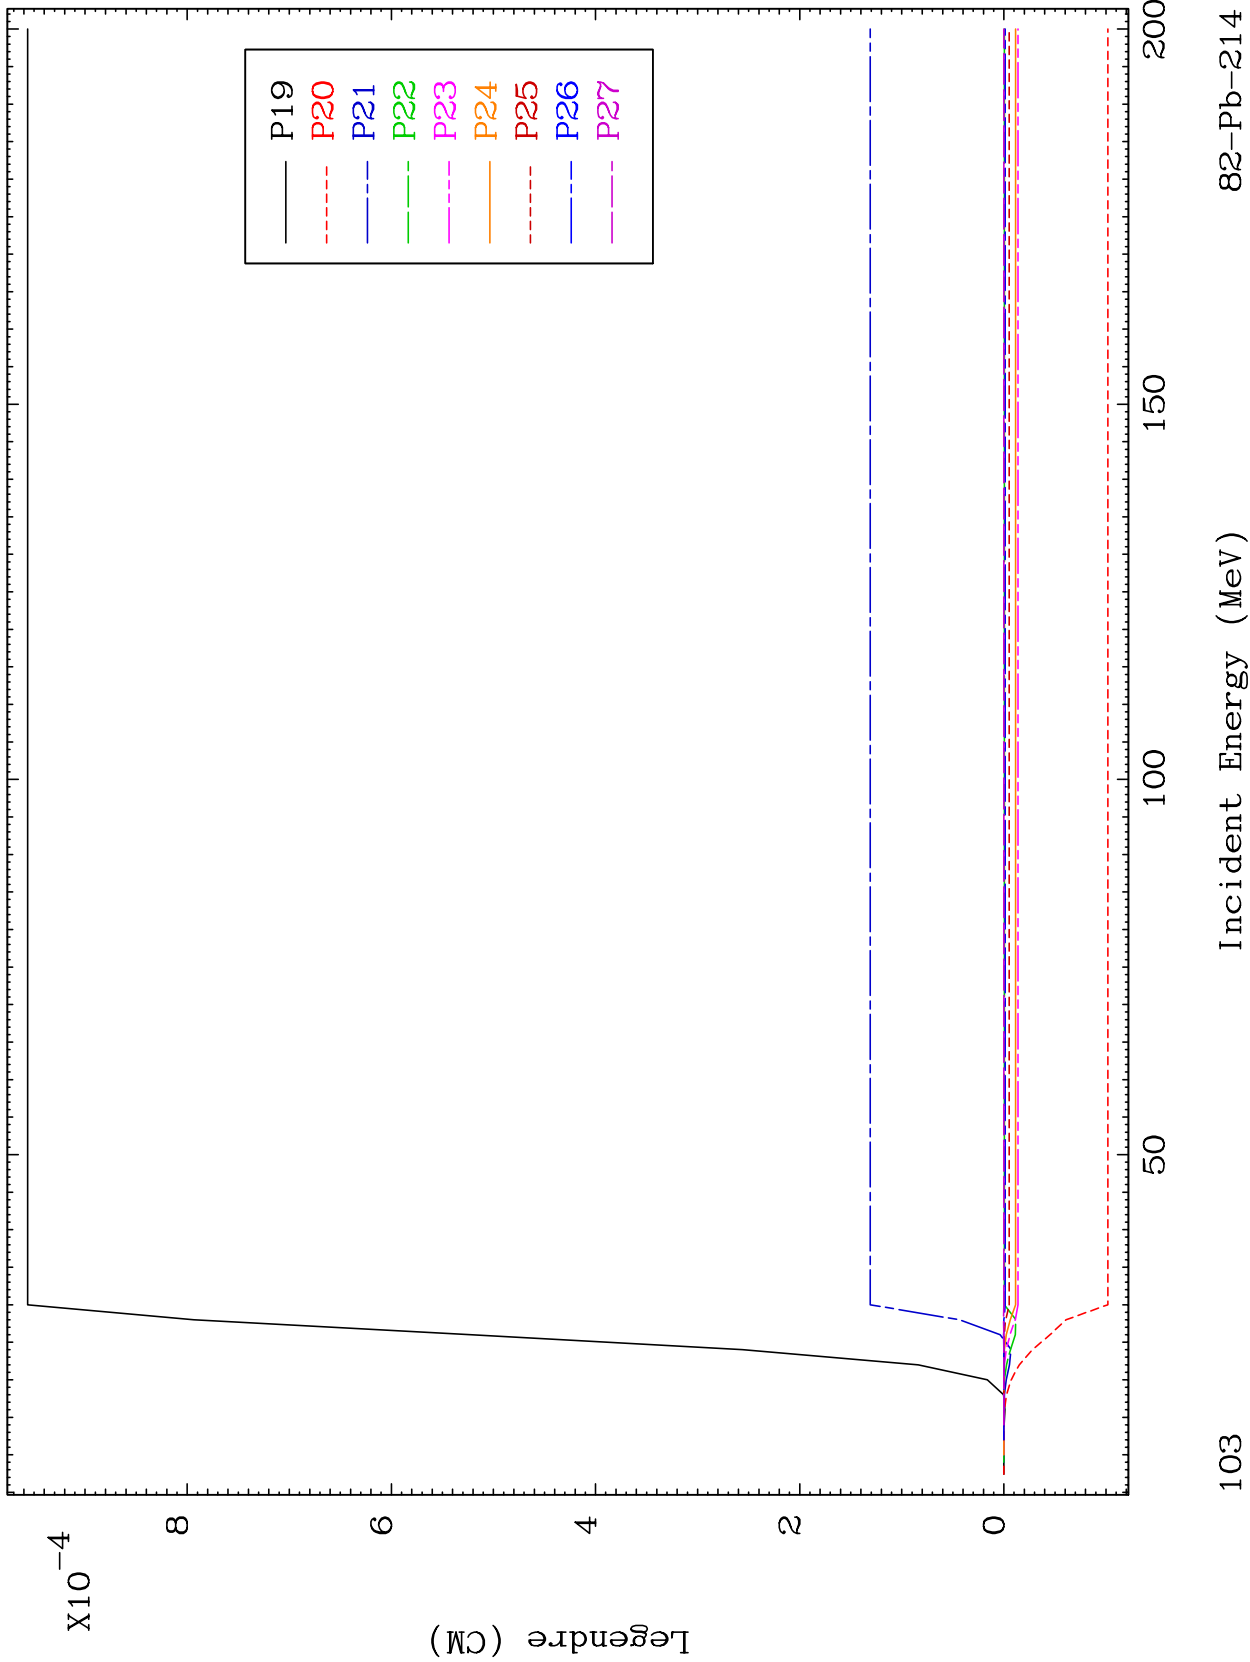 X10-4
Legendre (CM)
8
6
4
2
0
P19
P20
P21
P22
P23
P24
P25
P26
P27
50
100
150
200
Incident Energy (MeV)
103
82-Pb-214